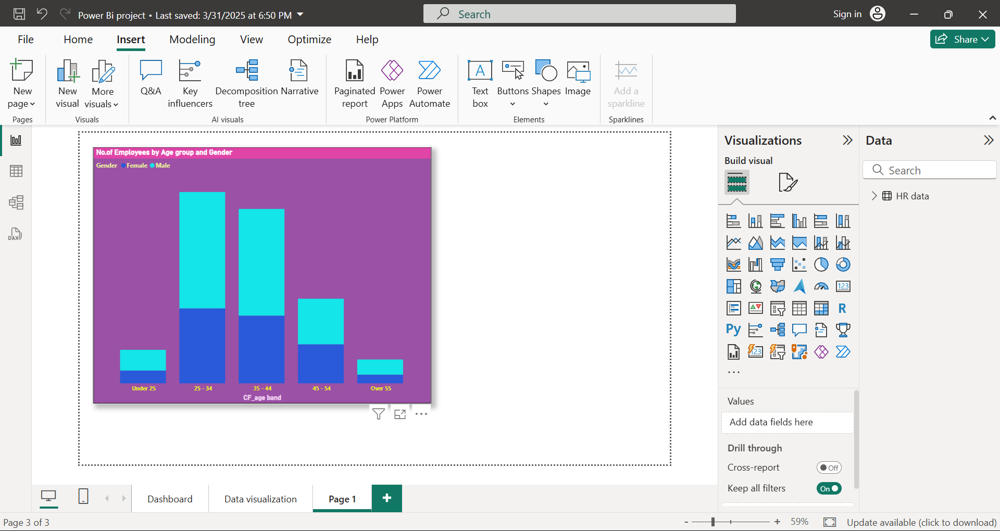 Power Bi project • Last saved: 3/31/2025 at 6:50 PM
Search
Sign in
File Home Insert Modeling View Optimize Help
Share
New page
New visual
More visuals
Q&A
Key influencers
Decomposition tree
Narrative
Paginated report
Power Apps
Power Automate
Text box
Buttons
Shapes
Image
Add a sparkline
Pages Visuals AI visuals Power Platform Elements Sparklines
DAX
No.of Employees by Age group and Gender
Gender Female Male
Under 25 25 - 34 35 - 44 45 - 54 Over 55
CF_age band
Visualizations
Build visual
123
R
Py
123
...
Values
Add data fields here
Drill through
Cross-report Off
Keep all filters On
Data
Search
HR data
Dashboard Data visualization Page 1 +
Page 3 of 3
- + 59%
Update available (click to download)